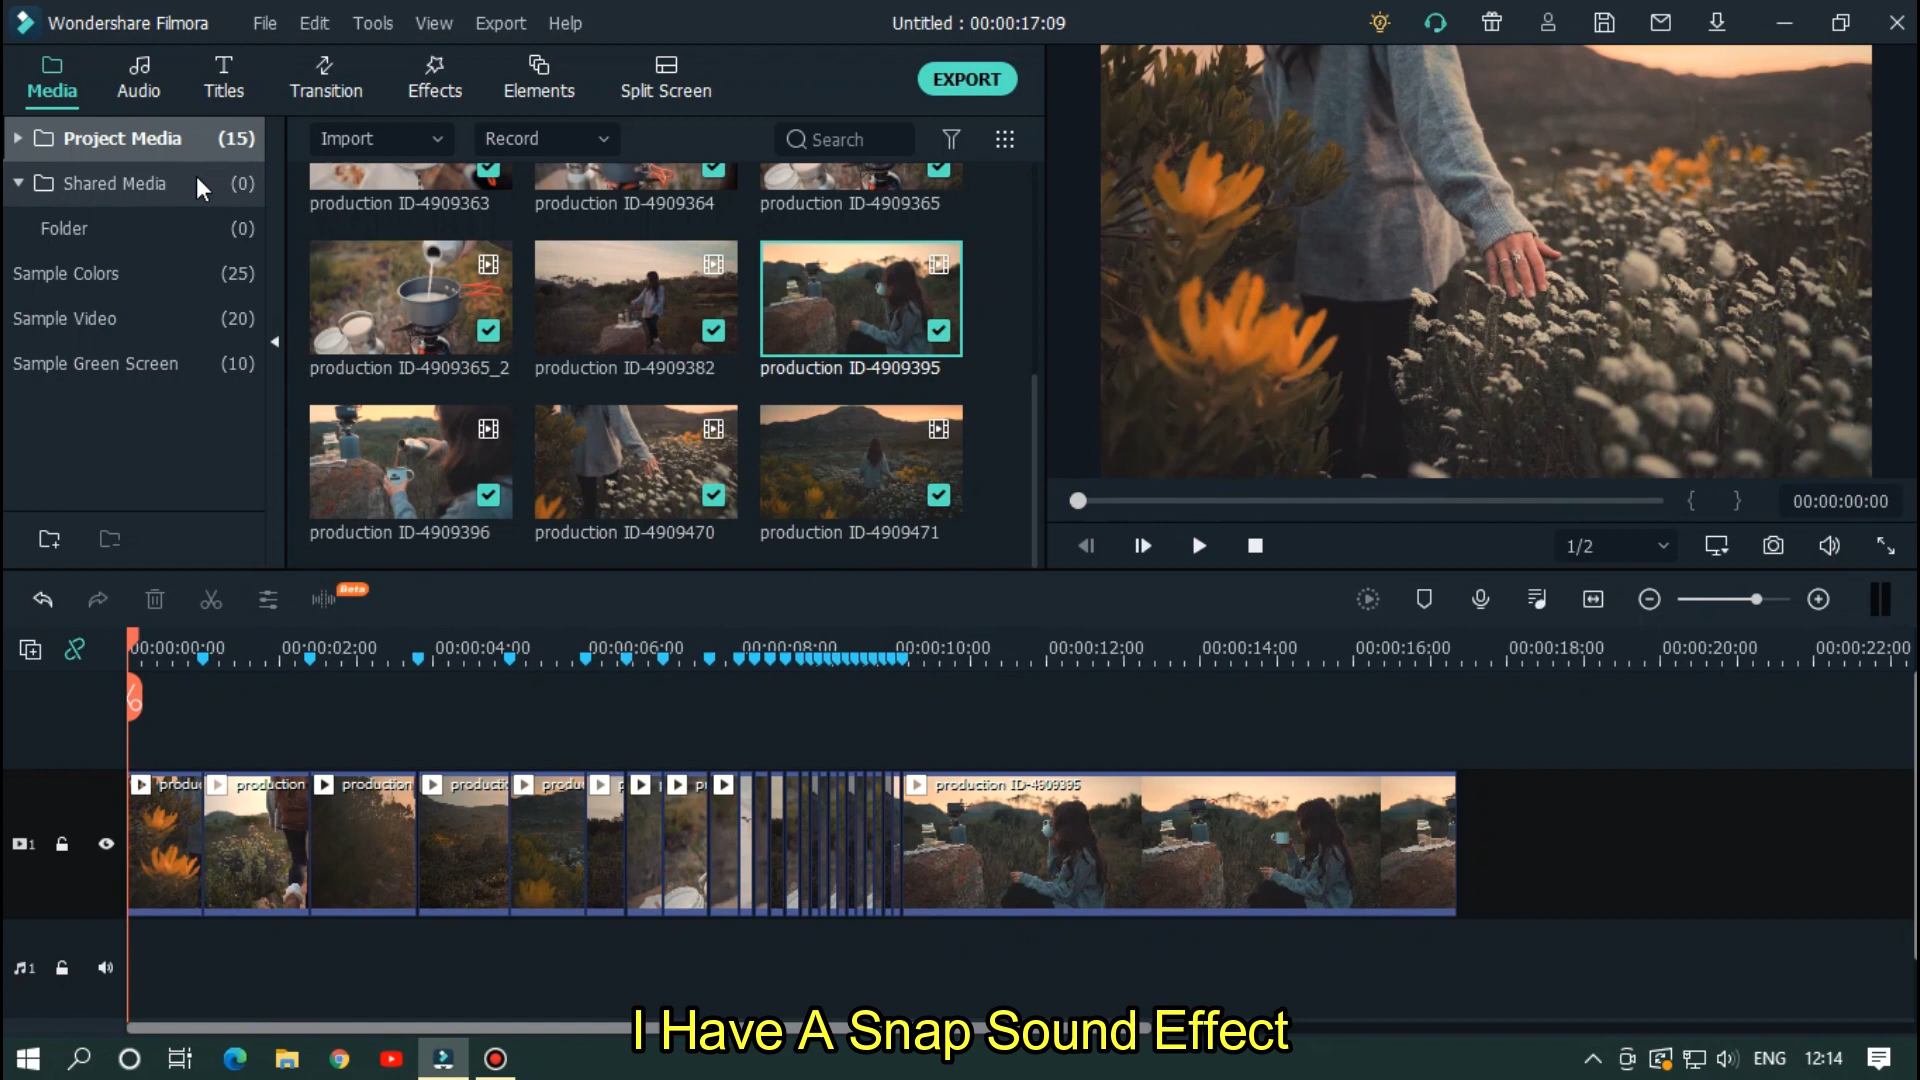 Wondershare Filmora
File
Edit
Tools
View
Export
Help
Untitled : 00:00:17:09
Media
Audio
Titles
Transition
Effects
Elements
Split Screen
EXPORT
Project Media (15)
Shared Media (0)
Folder (0)
Sample Colors (25)
Sample Video (20)
Sample Green Screen (10)
Import
Record
Search
production ID-4909363
production ID-4909364
production ID-4909365
production ID-4909365_2
production ID-4909382
production ID-4909395
production ID-4909396
production ID-4909470
production ID-4909471
{ } 00:00:00:00
1/2
Beta
00:00:00:00 00:00:02:00 00:00:04:00 00:00:06:00 00:00:08:00 00:00:10:00 00:00:12:00 00:00:14:00 00:00:16:00 00:00:18:00 00:00:20:00 00:00:22:00
produc production production producti produ p p production ID-4909395
1
1
I Have A Snap Sound Effect
ENG 12:14